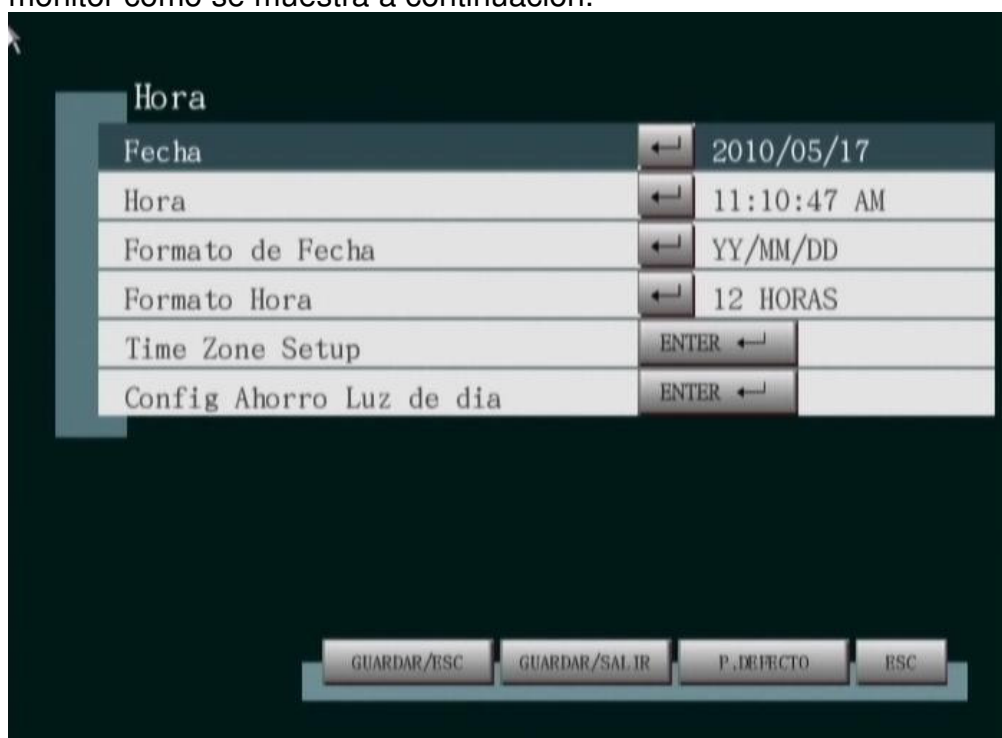 monitor como se muestra a continuación.
Hora
Fecha 2010/05/17
Hora 11:10:47 AM
Formato de Fecha YY/MM/DD
Formato Hora 12 HORAS
Time Zone Setup ENTER
Config Ahorro Luz de dia ENTER
GUARDAR/ESC GUARDAR/SALIR P.DEFECTO ESC